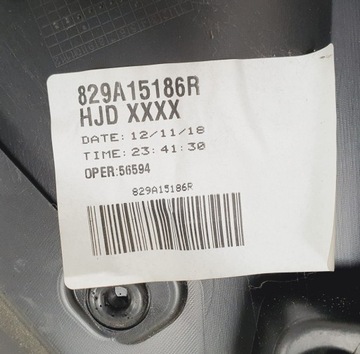 829A15186R
HJD XXXX
DATE: 12/11/18
TIME: 23:41:30
OPER:56594
829A15186R